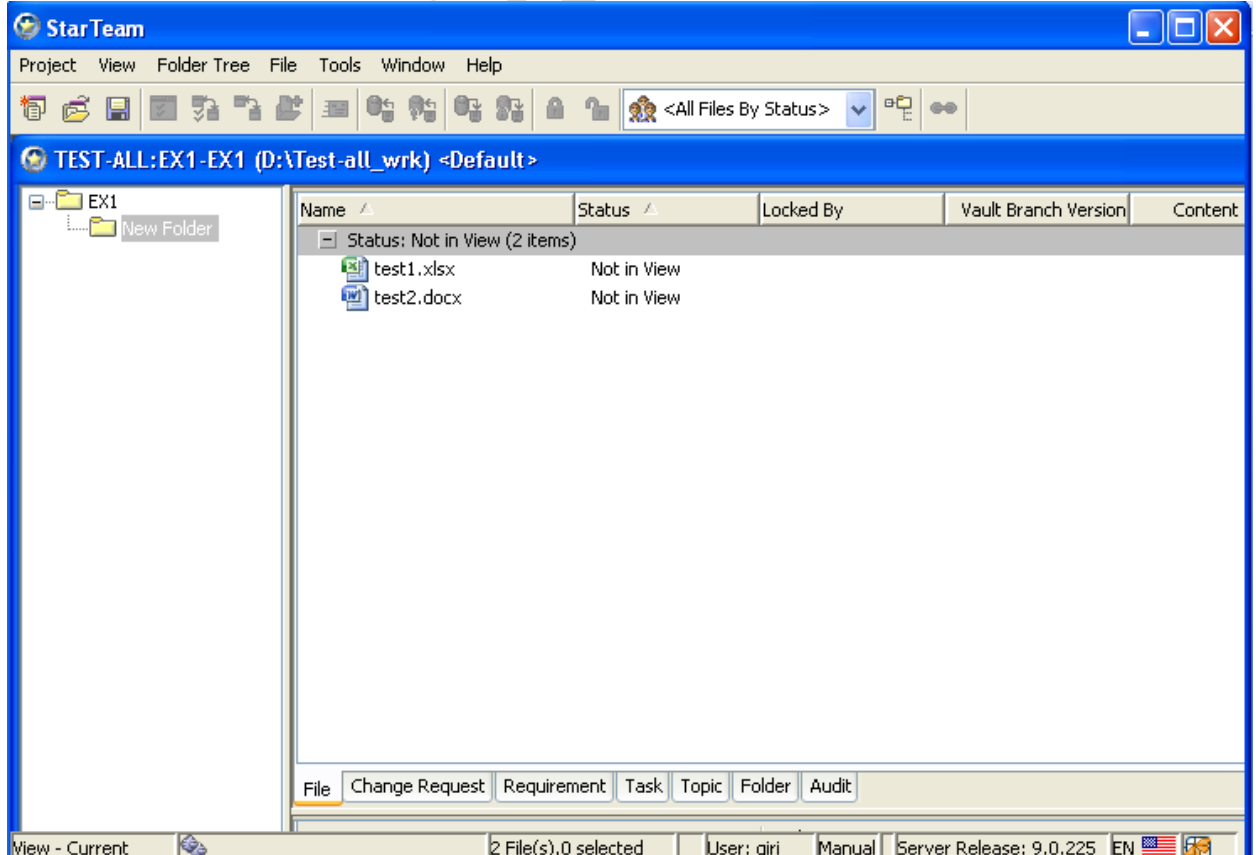 StarTeam
Project View Folder Tree File Tools Window Help
<All Files By Status>
TEST-ALL:EX1-EX1 (D:\Test-all_wrk) <Default>
EX1
New Folder
Name Status Locked By Vault Branch Version Content
Status: Not in View (2 items)
test1.xlsx Not in View
test2.docx Not in View
File Change Request Requirement Task Topic Folder Audit
View - Current 2 File(s),0 selected User: giri Manual Server Release: 9.0.225 EN